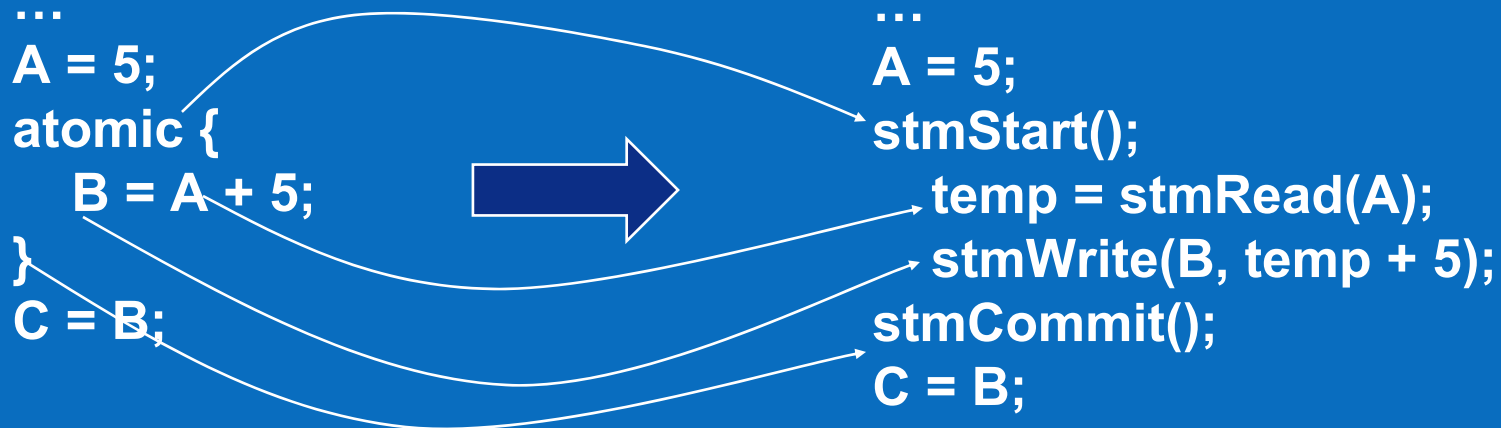 ...
A = 5;
atomic {
B = A + 5;
}
C = B;
...
A = 5;
stmStart();
temp = stmRead(A);
stmWrite(B, temp + 5);
stmCommit();
C = B;